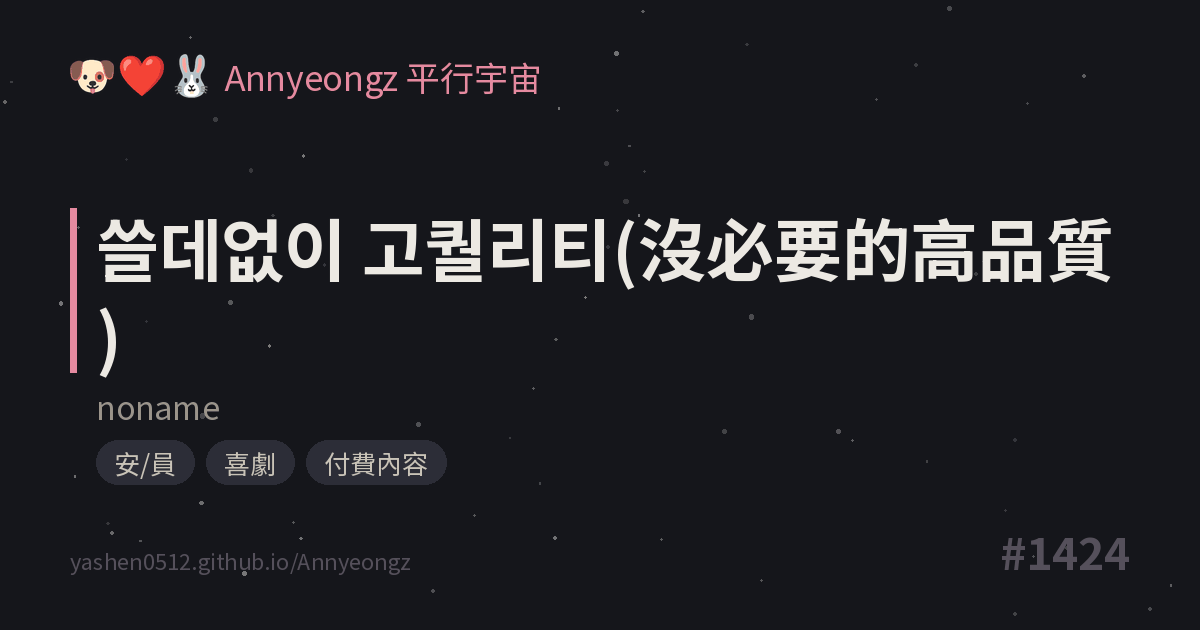 🐶❤️🐰 Annyeongz 平行宇宙
쓸데없이 고퀄리티(沒必要的高品質
)
noname
安/員 喜劇 付費內容
yashen0512.github.io/Annyeongz
#1424